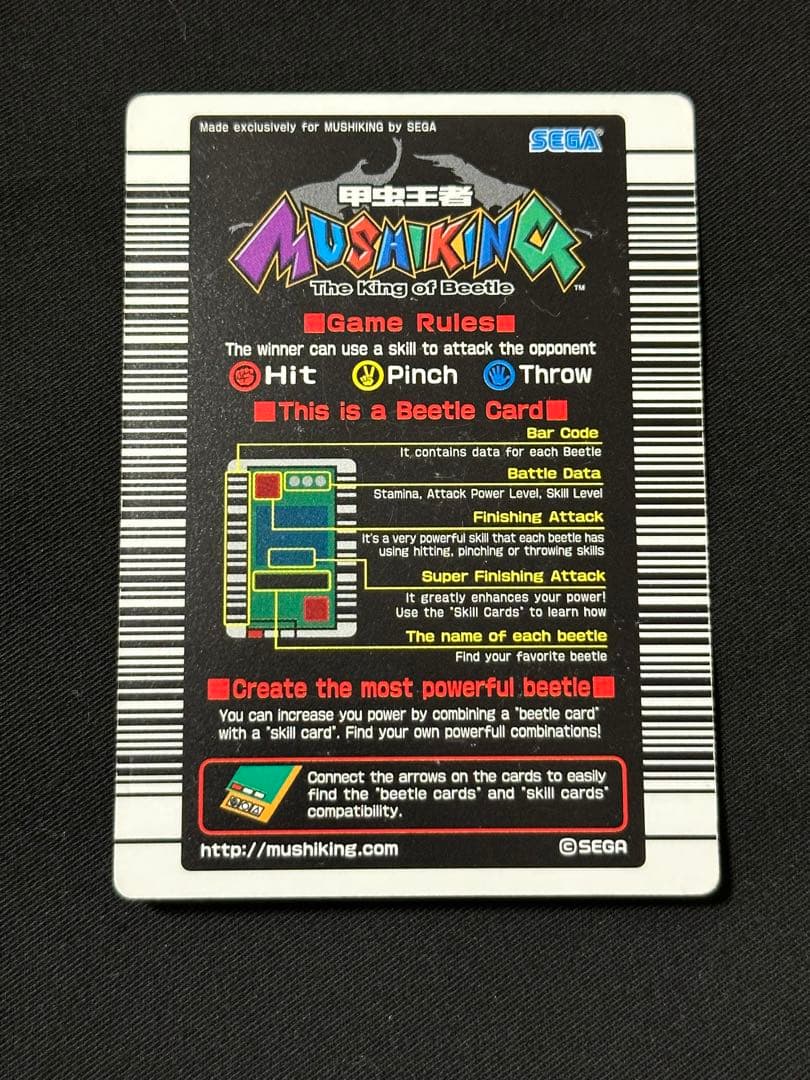 Made exclusively for MUSHIKING by SEGA
SEGA®
甲虫王者
MUSHIKING
The King of Beetle™
■Game Rules■
The winner can use a skill to attack the opponent
Hit Pinch Throw
■This is a Beetle Card■
Bar Code
It contains data for each Beetle
Battle Data
Stamina, Attack Power Level, Skill Level
Finishing Attack
It's a very powerful skill that each beetle has
using hitting, pinching or throwing skills
Super Finishing Attack
It greatly enhances your power!
Use the "Skill Cards" to learn how
The name of each beetle
Find your favorite beetle
■Create the most powerful beetle■
You can increase you power by combining a "beetle card"
with a "skill card". Find your own powerfull combinations!
Connect the arrows on the cards to easily
find the "beetle cards" and "skill cards"
compatibility.
http://mushiking.com ©SEGA